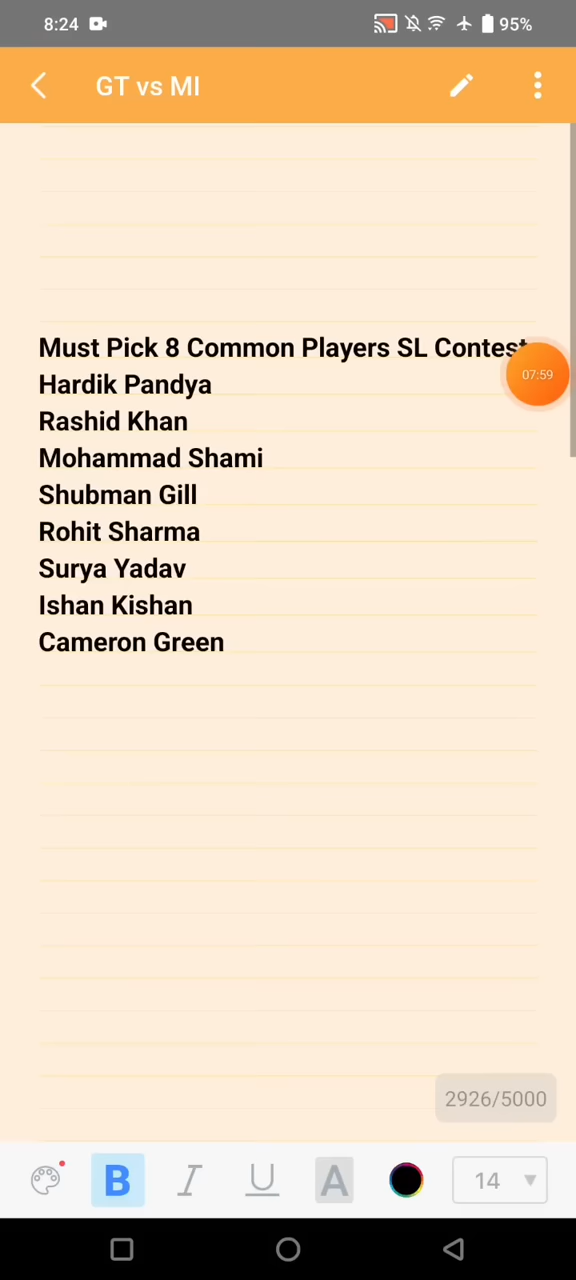 8:24 95%
GT vs MI
Must Pick 8 Common Players SL Contest
07:59
Hardik Pandya
Rashid Khan
Mohammad Shami
Shubman Gill
Rohit Sharma
Surya Yadav
Ishan Kishan
Cameron Green
2926/5000
B I U A 14